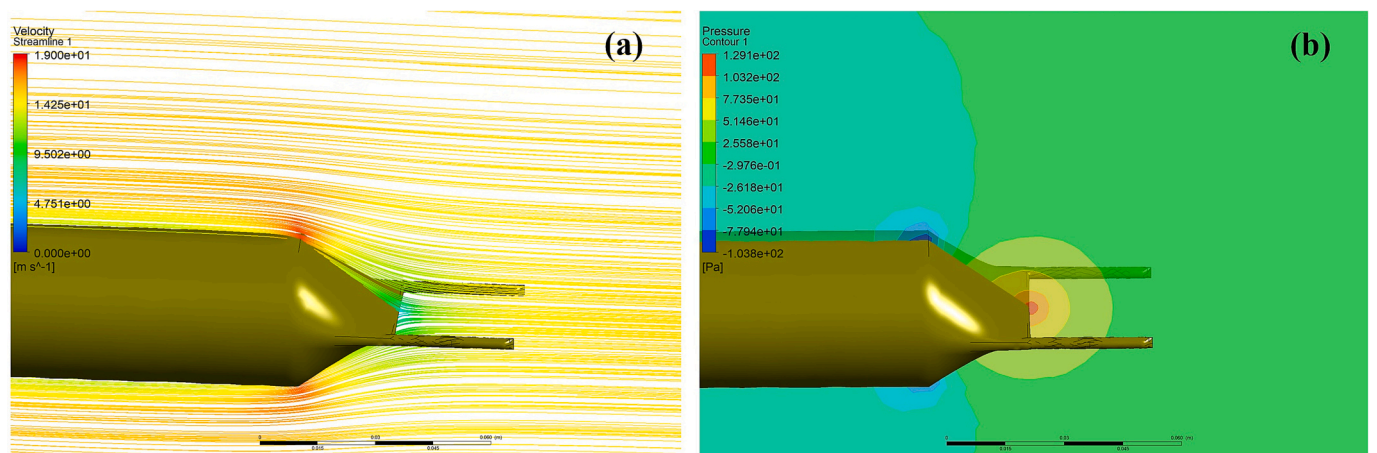 Velocity
Streamline 1
1.900e+01
1.425e+01
9.502e+00
4.751e+00
0.000e+00
[m s^-1]
(a)
0 0.03 0.060 (m)
0.015 0.045
Pressure
Contour 1
1.291e+02
1.032e+02
7.735e+01
5.146e+01
2.558e+01
-2.976e-01
-2.618e+01
-5.206e+01
-7.794e+01
-1.038e+02
[Pa]
(b)
0 0.03 0.060 (m)
0.015 0.045